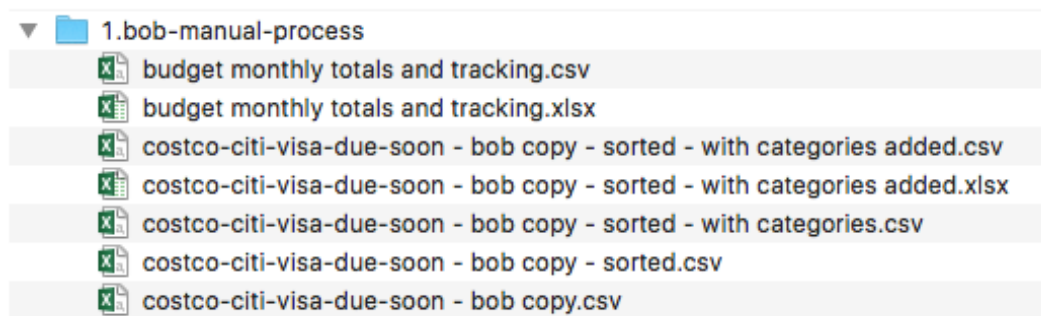 1.bob-manual-process
budget monthly totals and tracking.csv
budget monthly totals and tracking.xlsx
costco-citi-visa-due-soon - bob copy - sorted - with categories added.csv
costco-citi-visa-due-soon - bob copy - sorted - with categories added.xlsx
costco-citi-visa-due-soon - bob copy - sorted - with categories.csv
costco-citi-visa-due-soon - bob copy - sorted.csv
costco-citi-visa-due-soon - bob copy.csv